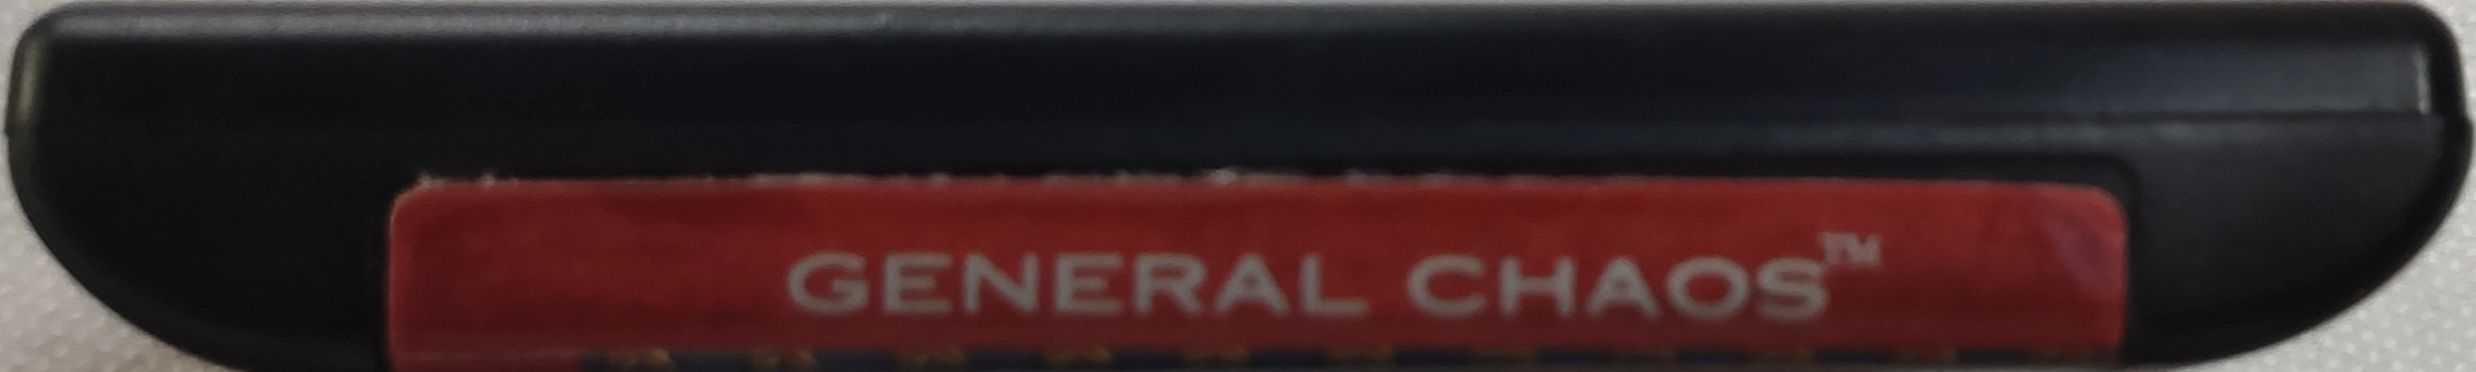 GENERAL CHAOS™